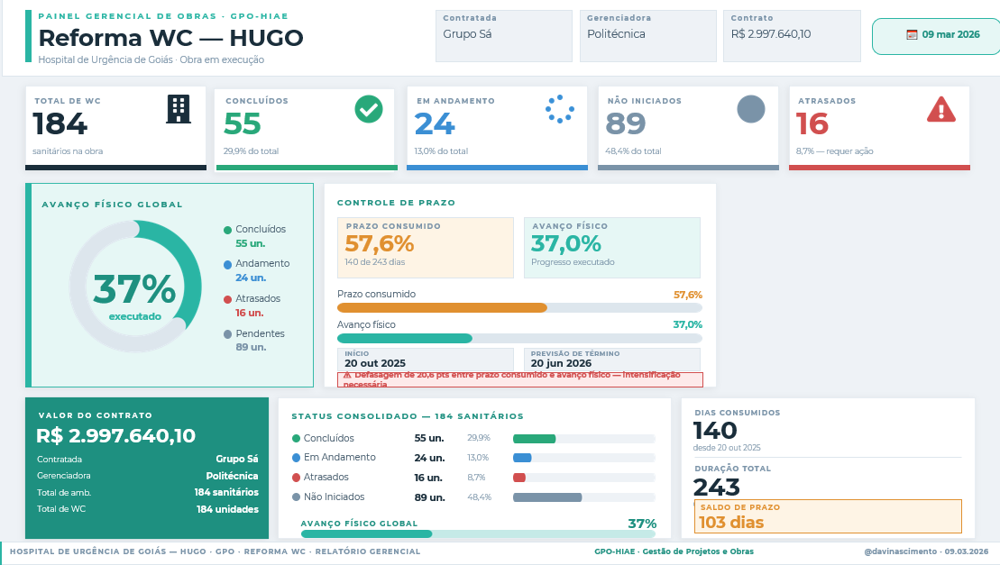 PAINEL GERENCIAL DE OBRAS · GPO-HIAE
Reforma WC — HUGO
Hospital de Urgência de Goiás · Obra em execução
Contratada
Grupo Sá
Gerenciadora
Politécnica
Contrato
R$ 2.997.640,10
09 mar 2026
TOTAL DE WC
184
sanitários na obra
CONCLUÍDOS
55
29,9% do total
EM ANDAMENTO
24
13,0% do total
NÃO INICIADOS
89
48,4% do total
ATRASADOS
16
8,7% — requer ação
AVANÇO FÍSICO GLOBAL
37%
executado
Concluídos
55 un.
Andamento
24 un.
Atrasados
16 un.
Pendentes
89 un.
CONTROLE DE PRAZO
PRAZO CONSUMIDO
57,6%
140 de 243 dias
AVANÇO FÍSICO
37,0%
Progresso executado
Prazo consumido 57,6%
Avanço físico 37,0%
INÍCIO
20 out 2025
PREVISÃO DE TÉRMINO
20 jun 2026
Defasagem de 20,6 pts entre prazo consumido e avanço físico — intensificação
necessária
VALOR DO CONTRATO
R$ 2.997.640,10
Contratada Grupo Sá
Gerenciadora Politécnica
Total de amb. 184 sanitários
Total de WC 184 unidades
STATUS CONSOLIDADO — 184 SANITÁRIOS
Concluídos 55 un. 29,9%
Em Andamento 24 un. 13,0%
Atrasados 16 un. 8,7%
Não Iniciados 89 un. 48,4%
AVANÇO FÍSICO GLOBAL 37%
DIAS CONSUMIDOS
140
desde 20 out 2025
DURAÇÃO TOTAL
243
SALDO DE PRAZO
103 dias
HOSPITAL DE URGÊNCIA DE GOIÁS — HUGO · GPO · REFORMA WC · RELATÓRIO GERENCIAL
GPO-HIAE · Gestão de Projetos e Obras
@davinascimento · 09.03.2026